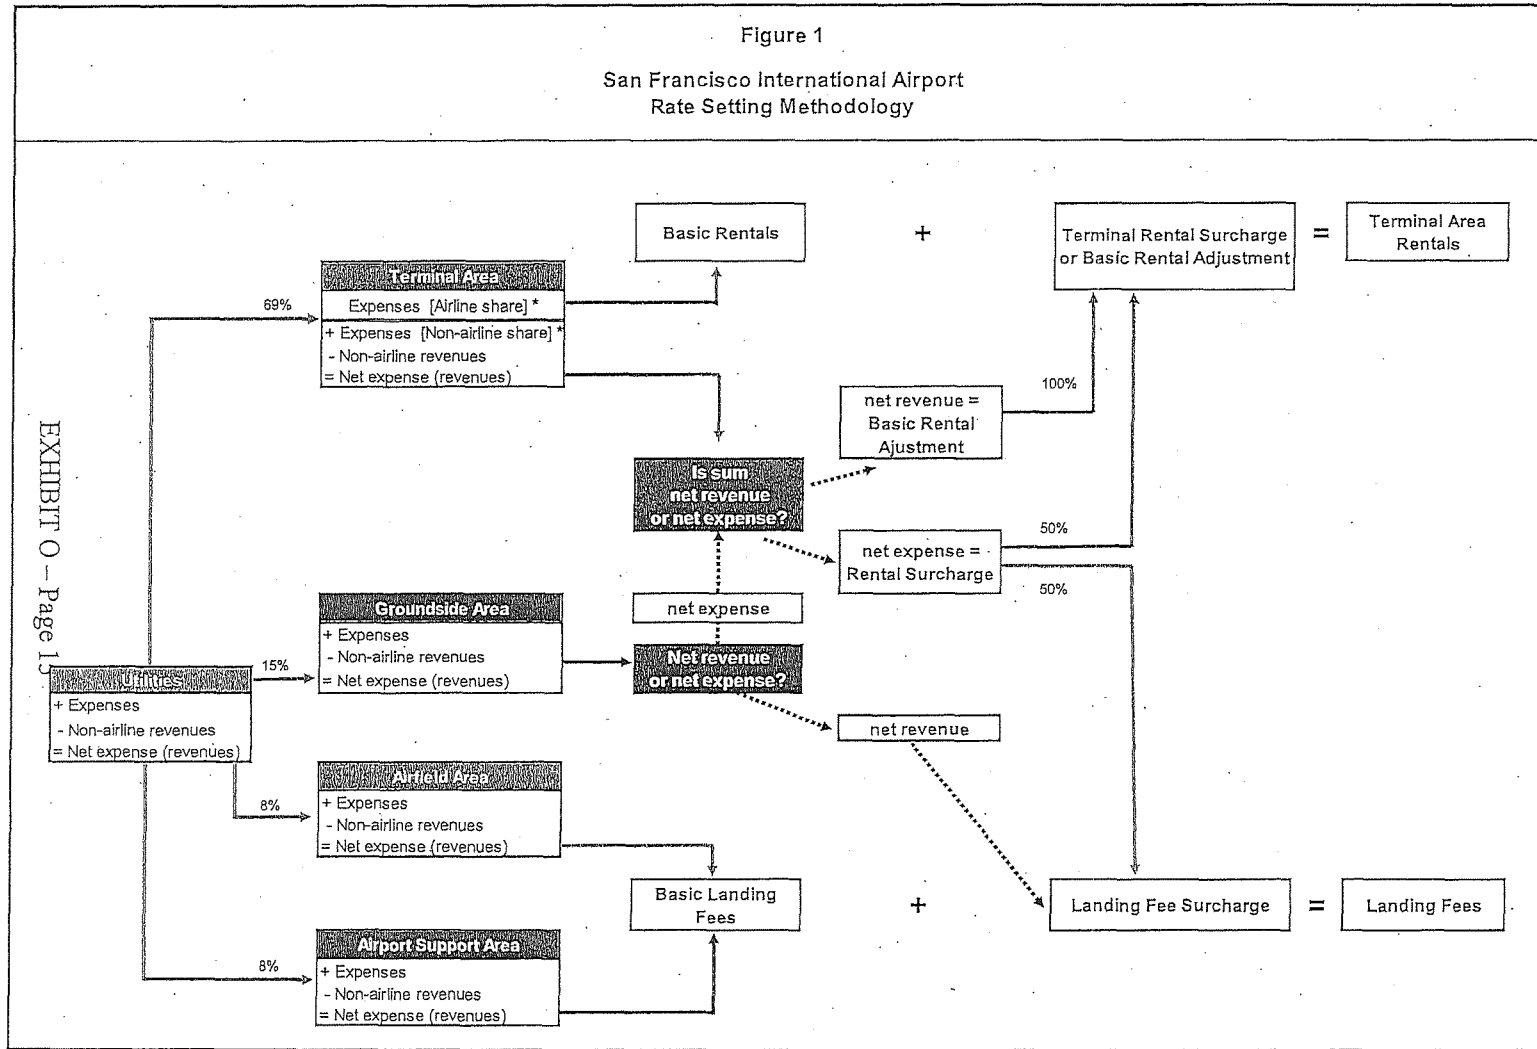 Figure 1
San Francisco International Airport
Rate Setting Methodology
Basic Rentals
+
Terminal Rental Surcharge
or Basic Rental Adjustment
=
Terminal Area
Rentals
Terminal Area
69%
Expenses [Airline share] *
+ Expenses [Non-airline share] *
- Non-airline revenues
= Net expense (revenues)
100%
net revenue =
Basic Rental
Ajustment
Is sum
net revenue
or net expense?
50%
net expense =
Rental Surcharge
50%
EXHIBIT O – Page
net expense
Groundside Area
+ Expenses
- Non-airline revenues
= Net expense (revenues)
15%
Net revenue
or net expense?
Utilities
+ Expenses
- Non-airline revenues
= Net expense (revenues)
net revenue
Airfield Area
8%
+ Expenses
- Non-airline revenues
= Net expense (revenues)
Basic Landing
Fees
+
Landing Fee Surcharge
=
Landing Fees
Airport Support Area
8%
+ Expenses
- Non-airline revenues
= Net expense (revenues)